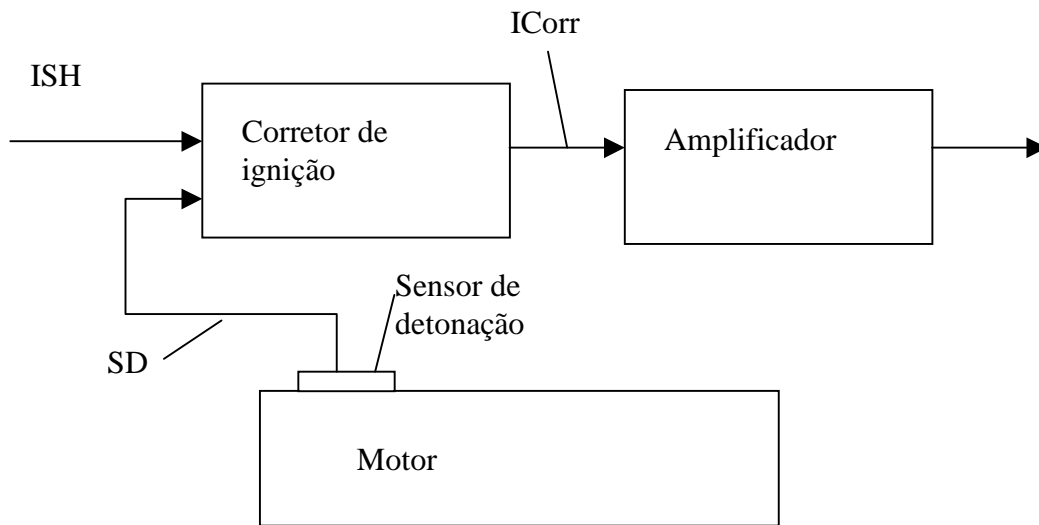 ICorr
ISH
Corretor de
ignição
Amplificador
Sensor de
detonação
SD
Motor